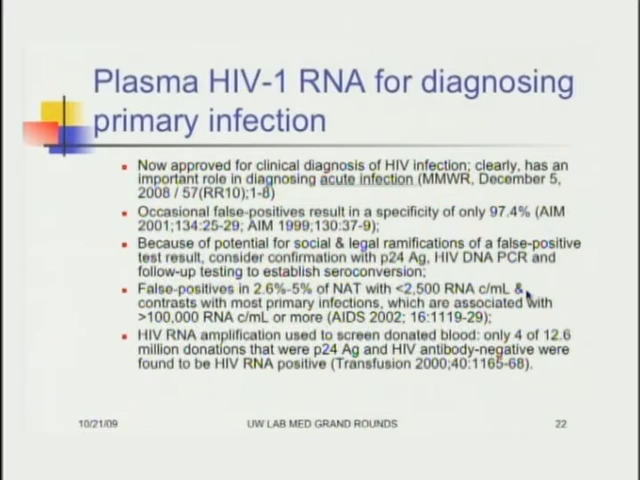 Plasma HIV-1 RNA for diagnosing
primary infection
Now approved for clinical diagnosis of HIV infection; clearly, has an
important role in diagnosing acute infection (MMWR, December 5,
2008 / 57(RR10);1-8)
Occasional false-positives result in a specificity of only 97.4% (AIM
2001;134:25-29; AIM 1999;130:37-9);
Because of potential for social & legal ramifications of a false-positive
test result, consider confirmation with p24 Ag, HIV DNA PCR and
follow-up testing to establish seroconversion;
False-positives in 2.6%-5% of NAT with <2,500 RNA c/mL &
contrasts with most primary infections, which are associated with
>100,000 RNA c/mL or more (AIDS 2002; 16:1119-29);
HIV RNA amplification used to screen donated blood: only 4 of 12.6
million donations that were p24 Ag and HIV antibody-negative were
found to be HIV RNA positive (Transfusion 2000;40:1165-68).
10/21/09 UW LAB MED GRAND ROUNDS 22